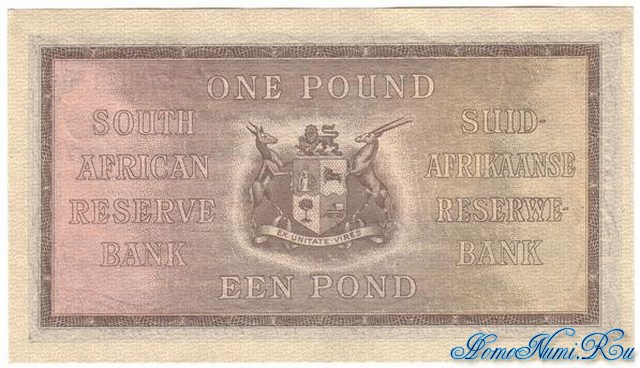 ONE POUND
SOUTH
AFRICAN
RESERVE
BANK
SUID-
AFRIKAANSE
RESERWE-
BANK
EX UNITATE VIRES
EEN POND
HomeNumi.Ru